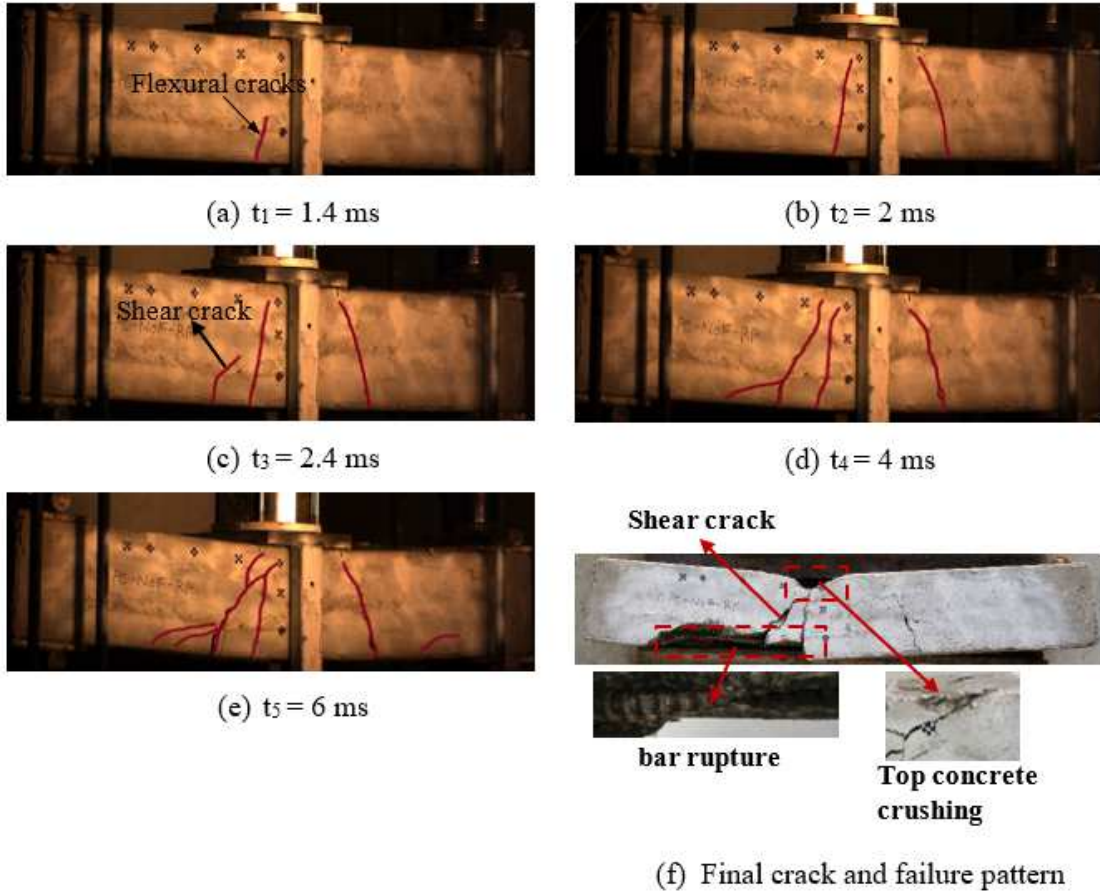 Flexural cracks
(a) t₁ = 1.4 ms
(b) t₂ = 2 ms
Shear crack
(c) t₃ = 2.4 ms
(d) t₄ = 4 ms
(e) t₅ = 6 ms
Shear crack
bar rupture
Top concrete
crushing
(f) Final crack and failure pattern